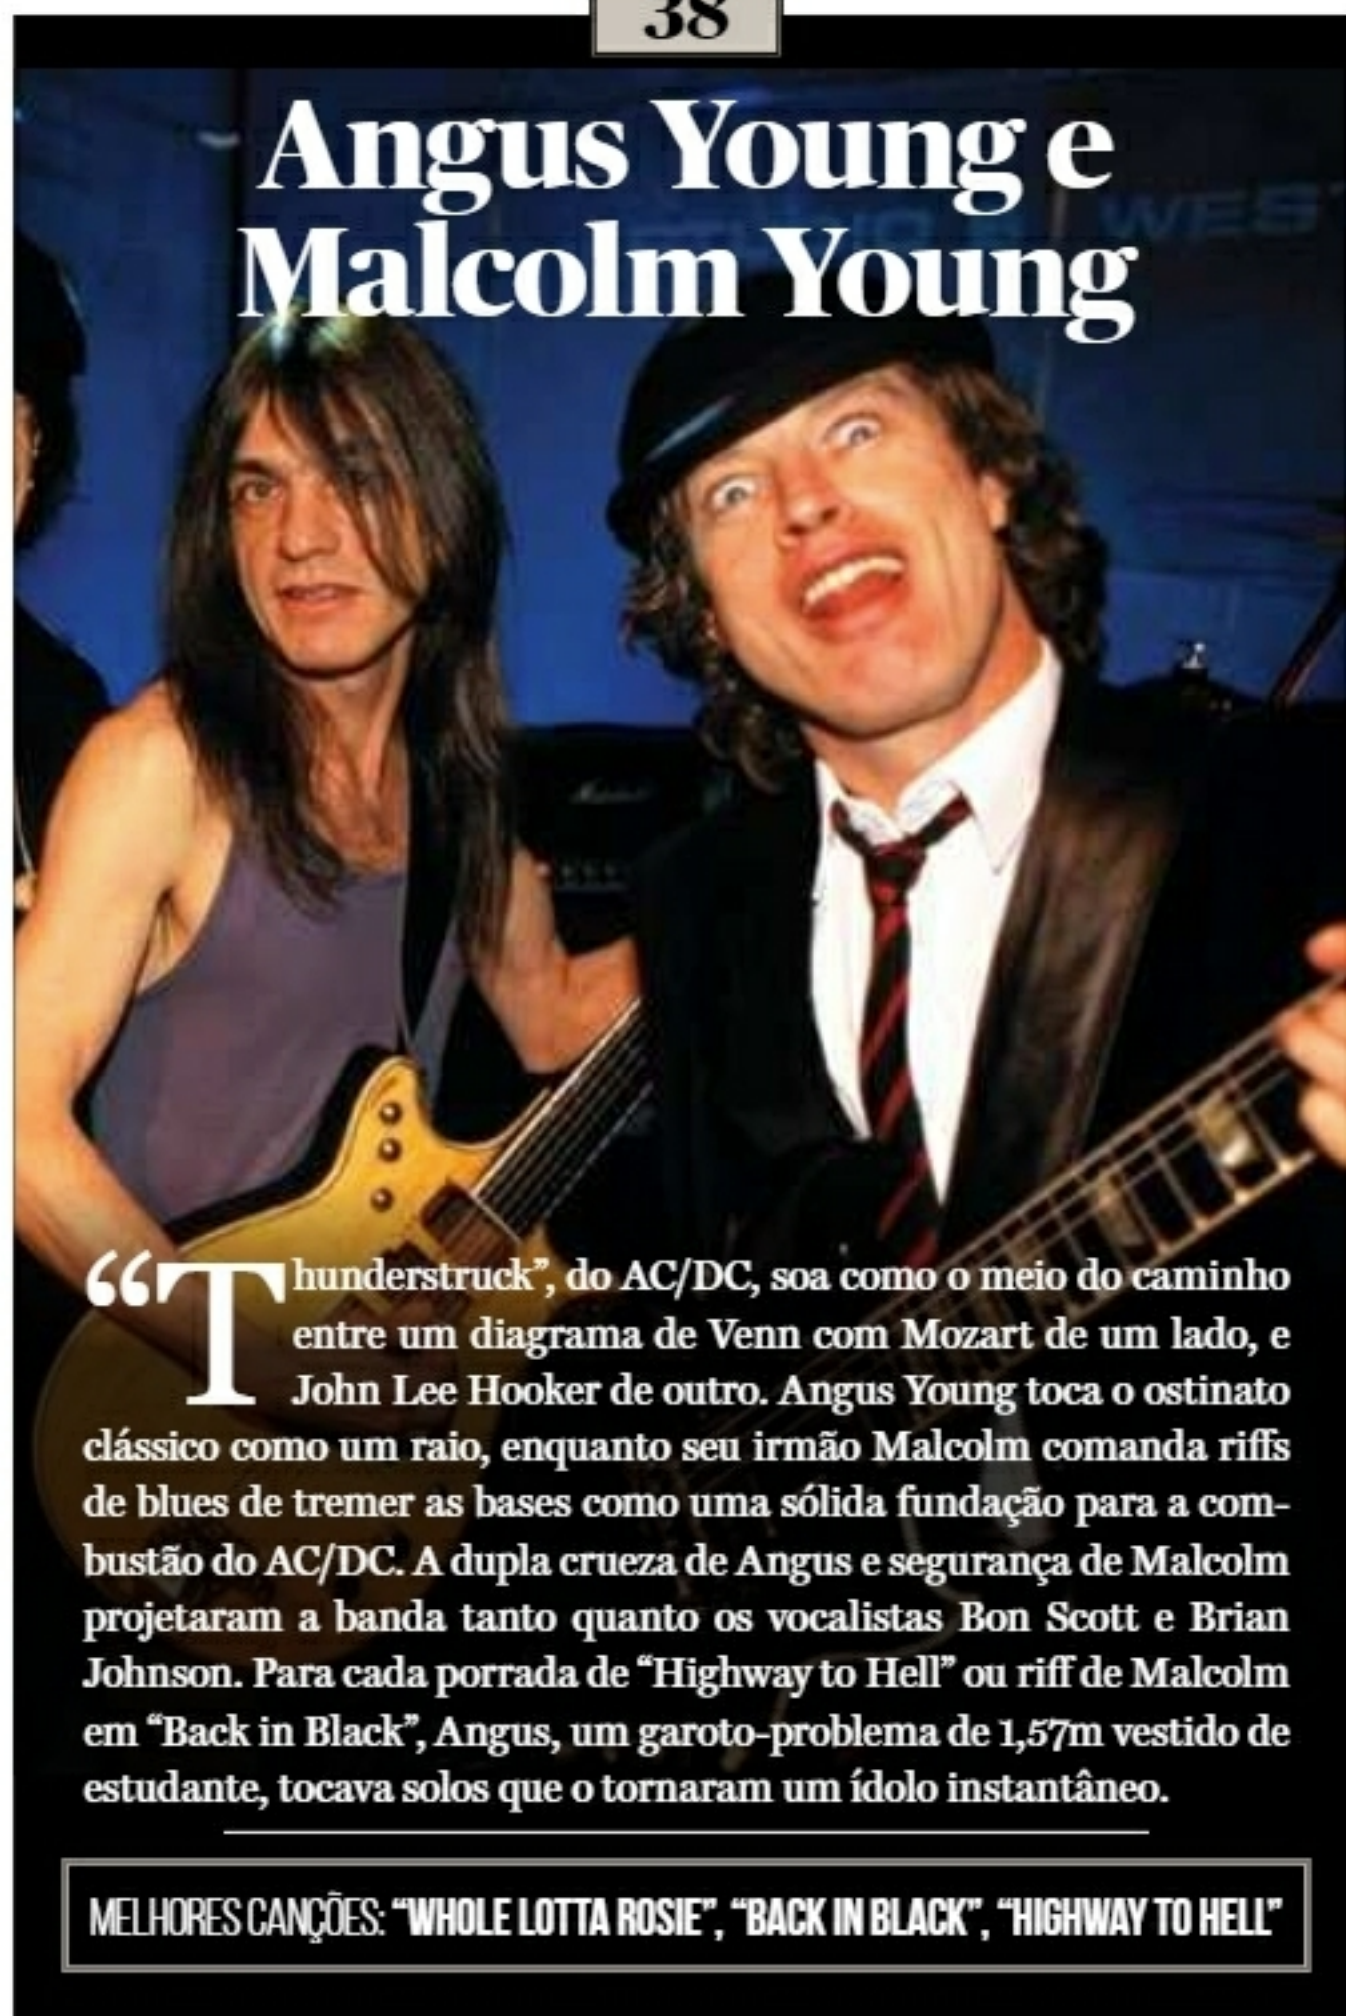 38
Angus Young e
Malcolm Young
WES
Marshall
“Thunderstruck”, do AC/DC, soa como o meio do caminho
entre um diagrama de Venn com Mozart de um lado, e
John Lee Hooker de outro. Angus Young toca o ostinato
clássico como um raio, enquanto seu irmão Malcolm comanda riffs
de blues de tremer as bases como uma sólida fundação para a com-
bustão do AC/DC. A dupla crueza de Angus e segurança de Malcolm
projetaram a banda tanto quanto os vocalistas Bon Scott e Brian
Johnson. Para cada porrada de “Highway to Hell” ou riff de Malcolm
em “Back in Black”, Angus, um garoto-problema de 1,57m vestido de
estudante, tocava solos que o tornaram um ídolo instantâneo.
MELHORES CANÇÕES: “WHOLE LOTTA ROSIE”, “BACK IN BLACK”, “HIGHWAY TO HELL”